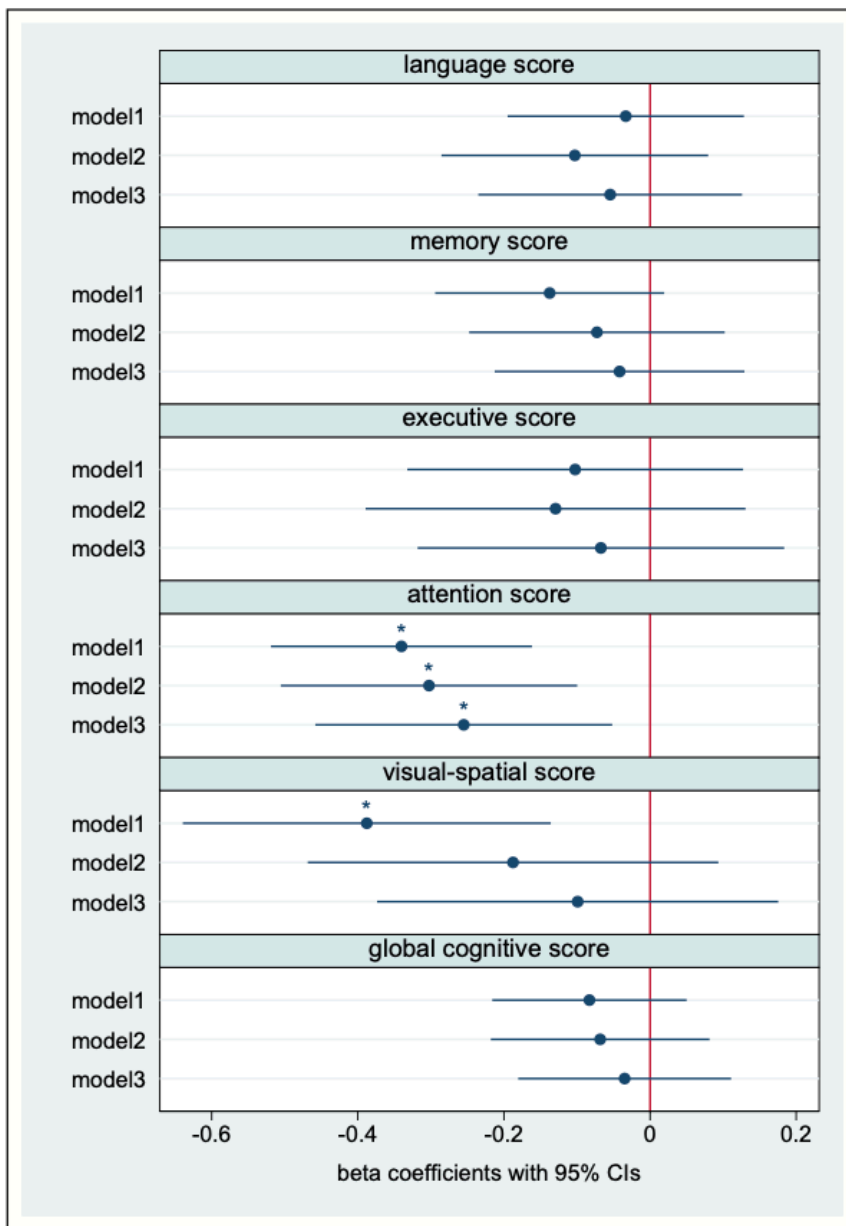 language score
model1
model2
model3
memory score
model1
model2
model3
executive score
model1
model2
model3
attention score
model1 *
model2 *
model3 *
visual-spatial score
model1 *
model2
model3
global cognitive score
model1
model2
model3
-0.6 -0.4 -0.2 0 0.2
beta coefficients with 95% CIs